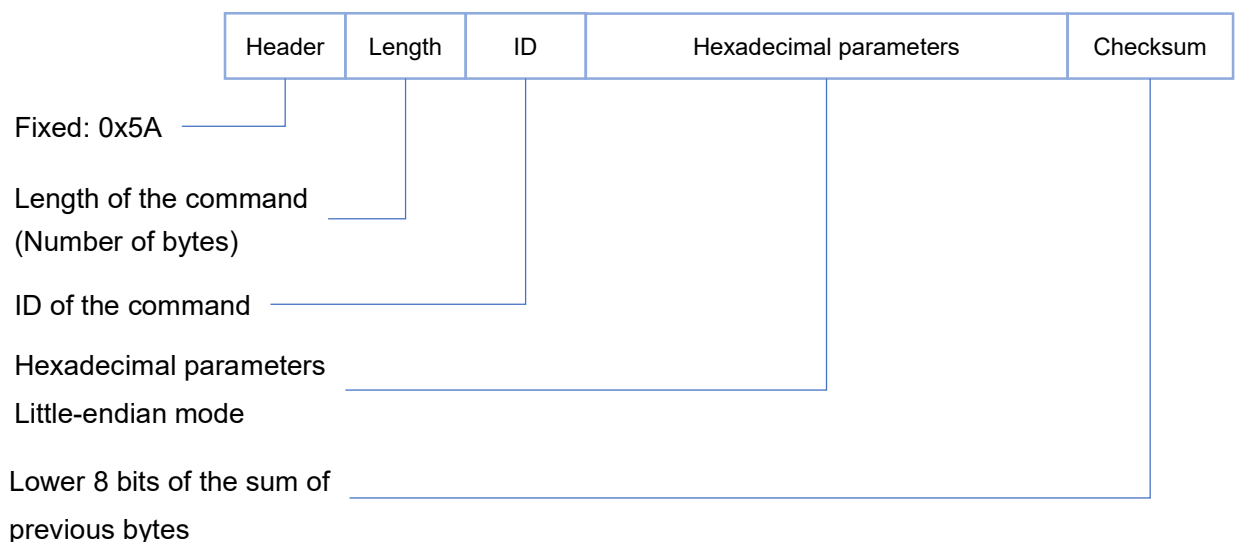 Header Length ID Hexadecimal parameters Checksum
Fixed: 0x5A
Length of the command
(Number of bytes)
ID of the command
Hexadecimal parameters
Little-endian mode
Lower 8 bits of the sum of
previous bytes